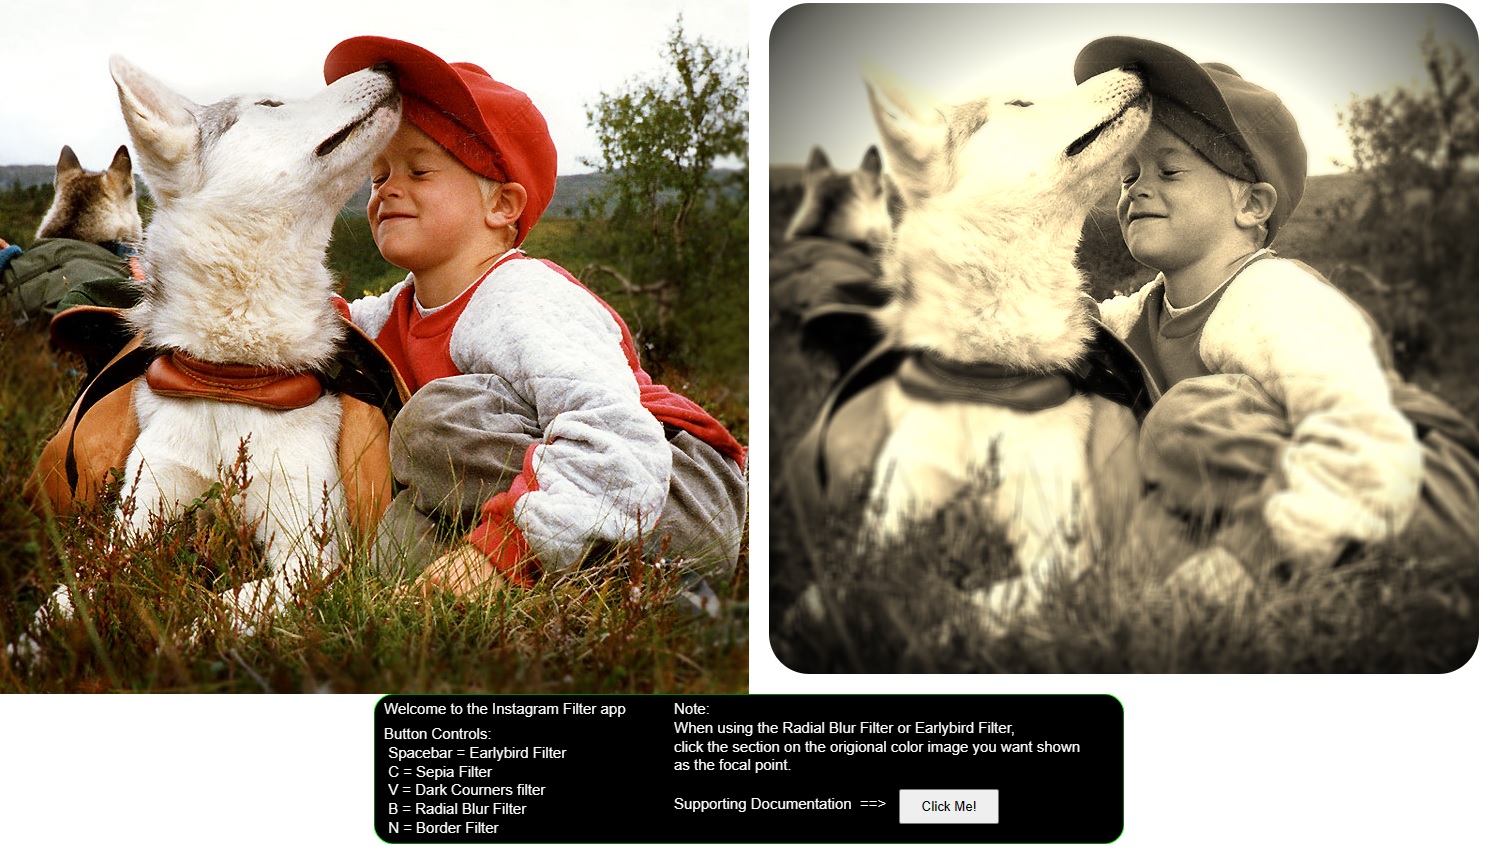 Welcome to the Instagram Filter app
Button Controls:
Spacebar = Earlybird Filter
C = Sepia Filter
V = Dark Courners filter
B = Radial Blur Filter
N = Border Filter
Note:
When using the Radial Blur Filter or Earlybird Filter,
click the section on the origional color image you want shown
as the focal point.
Supporting Documentation ==>
Click Me!